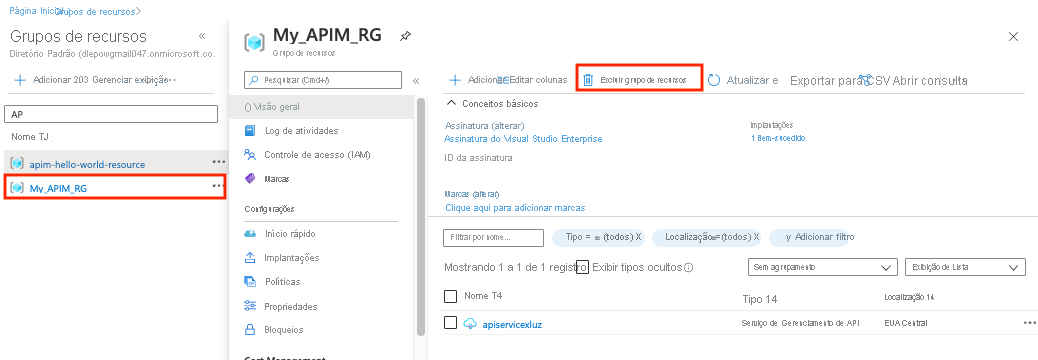 Página Inicial
Grupos de recursos
Grupos de recursos
Diretório Padrão (dlepowgmail047.onmicrosoft.co.
Adicionar 203 Gerenciar exibição
AP
Nome TJ
apim-hello-world-resource
My_APIM_RG
My_APIM_RG
Grupo de recursos
Pesquisar (Cmd+/)
Visão geral
Log de atividades
Controle de acesso (IAM)
Marcas
Configurações
Início rápido
Implantações
Políticas
Propriedades
Bloqueios
Cost Management
Adicionar Editar colunas Excluir grupo de recursos Atualizar e Exportar para CSV Abrir consulta
Conceitos básicos
Assinatura (alterar)
Assinatura do Visual Studio Enterprise
ID da assinatura
Implantações
1 Bem-sucedido
Marcas (alterar)
Clique aqui para adicionar marcas
Filtrar por nome... Tipo = = (todos) X Localização==(todos) X y Adicionar filtro
Mostrando 1 a 1 de 1 registro Exibir tipos ocultos Sem agrupamento Exibição de Lista
Nome T4 Tipo 14 Localização 14
apiservicexluz Serviço de Gerenciamento de API EUA Central